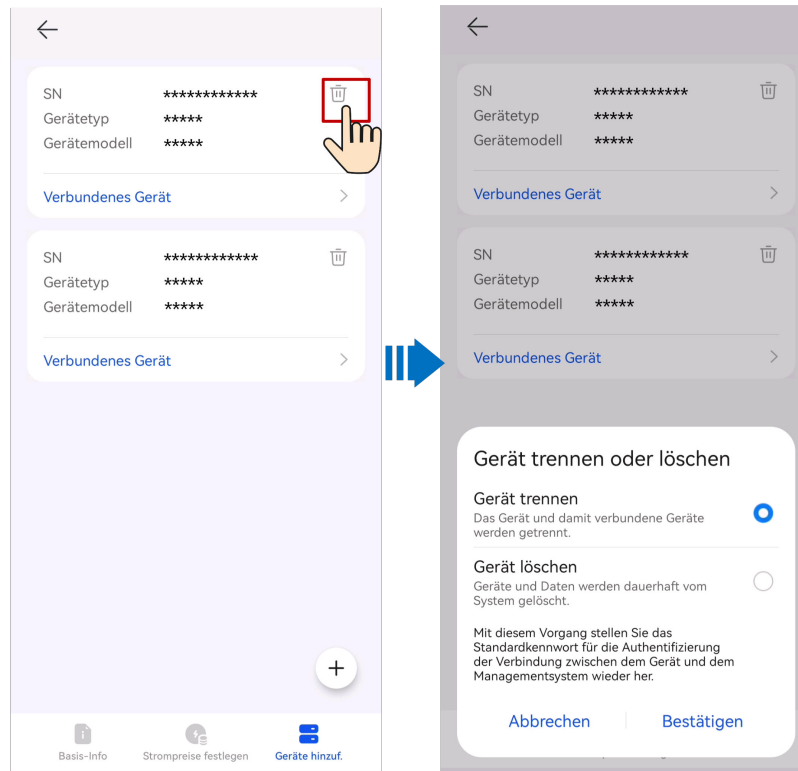 SN ************
Gerätetyp *****
Gerätemodell *****
Verbundenes Gerät
SN ************
Gerätetyp *****
Gerätemodell *****
Verbundenes Gerät
Basis-Info Strompreise festlegen Geräte hinzuf.
SN ************
Gerätetyp *****
Gerätemodell *****
Verbundenes Gerät
SN ************
Gerätetyp *****
Gerätemodell *****
Verbundenes Gerät
Gerät trennen oder löschen
Gerät trennen
Das Gerät und damit verbundene Geräte
werden getrennt.
Gerät löschen
Geräte und Daten werden dauerhaft vom
System gelöscht.
Mit diesem Vorgang stellen Sie das
Standardkennwort für die Authentifizierung
der Verbindung zwischen dem Gerät und dem
Managementsystem wieder her.
Abbrechen Bestätigen